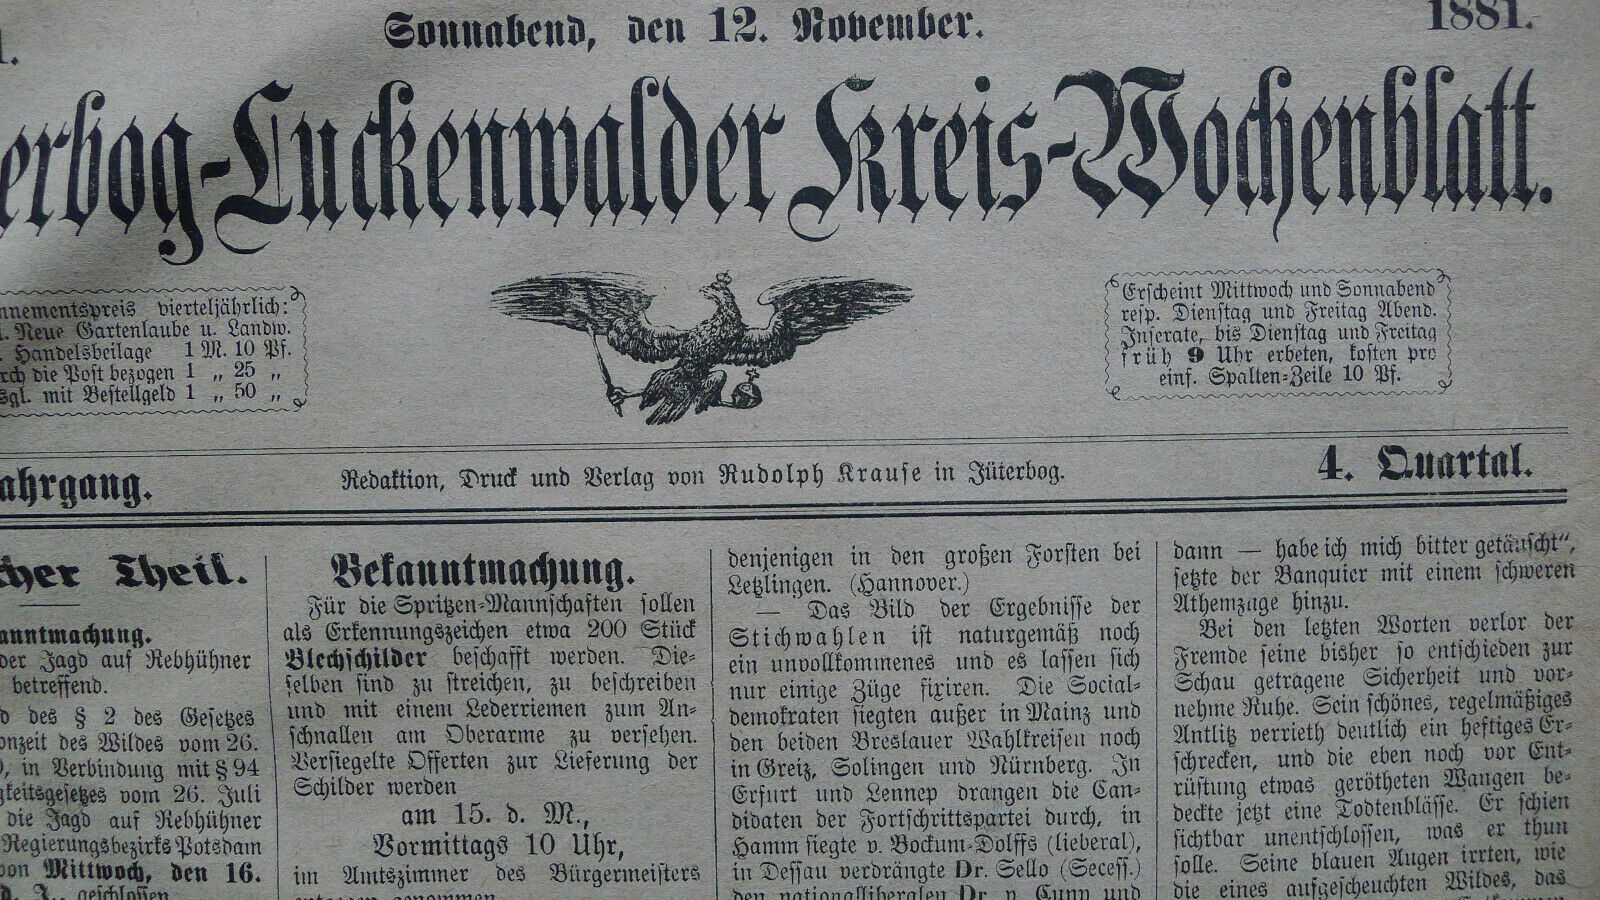 Sonnabend, den 12. November.
1881.
1.
erbog-Luckenwalder Kreis-Wochenblatt.
nnementspreis vierteljährlich:
l. Neue Gartenlaube u. Landw.
Handelsbeilage 1 M. 10 Pf.
rch die Post bezogen 1 „ 25 „
sgl. mit Bestellgeld 1 „ 50 „
Erscheint Mittwoch und Sonnabend
resp. Dienstag und Freitag Abend.
Inserate, bis Dienstag und Freitag
früh 9 Uhr erbeten, kosten pro
einf. Spalten-Zeile 10 Pf.
ahrgang.
Redaktion, Druck und Verlag von Rudolph Krause in Jüterbog.
4. Quartal.
cher Theil.
anntmachung.
der Jagd auf Rebhühner
betreffend.
d des § 2 des Gesetzes
onzeit des Wildes vom 26.
), in Verbindung mit § 94
gkeitsgesetzes vom 26. Juli
die Jagd auf Rebhühner
Regierungsbezirks Potsdam
von Mittwoch, den 16.
d. J. geschlossen
Bekanntmachung.
Für die Spritzen-Mannschaften sollen
als Erkennungszeichen etwa 200 Stück
Blechschilder beschafft werden. Die-
selben sind zu streichen, zu beschreiben
und mit einem Lederriemen zum An-
schnallen am Oberarme zu versehen.
Versiegelte Offerten zur Lieferung der
Schilder werden
am 15. d. M.,
Vormittags 10 Uhr,
im Amtszimmer des Bürgermeisters
entgegen genommen
denjenigen in den großen Forsten bei
Letzlingen. (Hannover.)
— Das Bild der Ergebnisse der
Stichwahlen ist naturgemäß noch
ein unvollkommenes und es lassen sich
nur einige Züge fixiren. Die Social-
demokraten siegten außer in Mainz und
den beiden Breslauer Wahlkreisen noch
in Greiz, Solingen und Nürnberg. In
Erfurt und Lennep drangen die Can-
didaten der Fortschrittspartei durch, in
Hamm siegte v. Bockum-Dolffs (lieberal),
in Dessau verdrängte Dr. Sello (Secess.)
den nationalliberalen Dr. v. Cuny und
dann — habe ich mich bitter getäuscht“,
setzte der Banquier mit einem schweren
Athemzuge hinzu.
Bei den letzten Worten verlor der
Fremde seine bisher so entschieden zur
Schau getragene Sicherheit und vor-
nehme Ruhe. Sein schönes, regelmäßiges
Antlitz verrieth deutlich ein heftiges Er-
schrecken, und die eben noch vor Ent-
rüstung etwas gerötheten Wangen be-
deckte jetzt eine Todtenblässe. Er schien
sichtbar unentschlossen, was er thun
solle. Seine blauen Augen irrten, wie
die eines aufgescheuchten Wildes, das